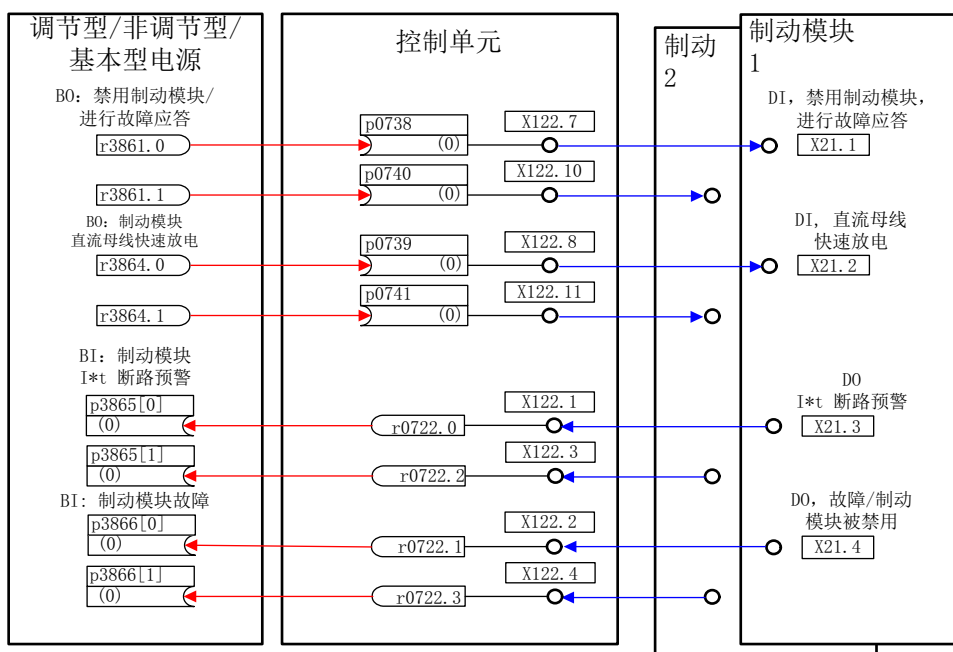 调节型/非调节型/
基本型电源
BO: 禁用制动模块/
进行故障应答
r3861.0
r3861.1
BO: 制动模块
直流母线快速放电
r3864.0
r3864.1
BI: 制动模块
I*t 断路预警
p3865[0]
(0)
p3865[1]
(0)
BI: 制动模块故障
p3866[0]
(0)
p3866[1]
(0)
控制单元
p0738
(0)
X122.7
p0740
(0)
X122.10
p0739
(0)
X122.8
p0741
(0)
X122.11
X122.1
r0722.0
X122.3
r0722.2
X122.2
r0722.1
X122.4
r0722.3
制动
2
制动模块
1
DI, 禁用制动模块,
进行故障应答
X21.1
DI, 直流母线
快速放电
X21.2
DO
I*t 断路预警
X21.3
DO, 故障/制动
模块被禁用
X21.4